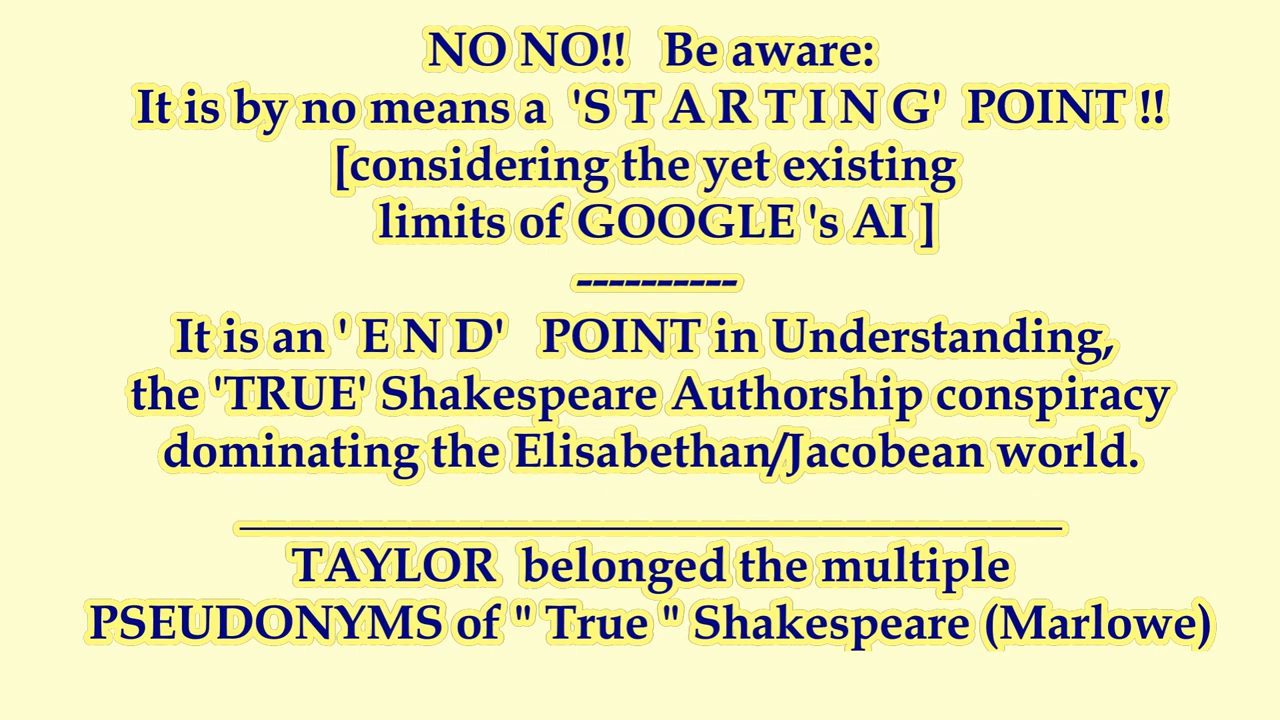 NO NO!! Be aware:
It is by no means a 'S T A R T I N G' POINT !!
[considering the yet existing
limits of GOOGLE 's AI ]
----------
It is an ' E N D' POINT in Understanding,
the 'TRUE' Shakespeare Authorship conspiracy
dominating the Elisabethan/Jacobean world.
TAYLOR belonged the multiple
PSEUDONYMS of " True " Shakespeare (Marlowe)